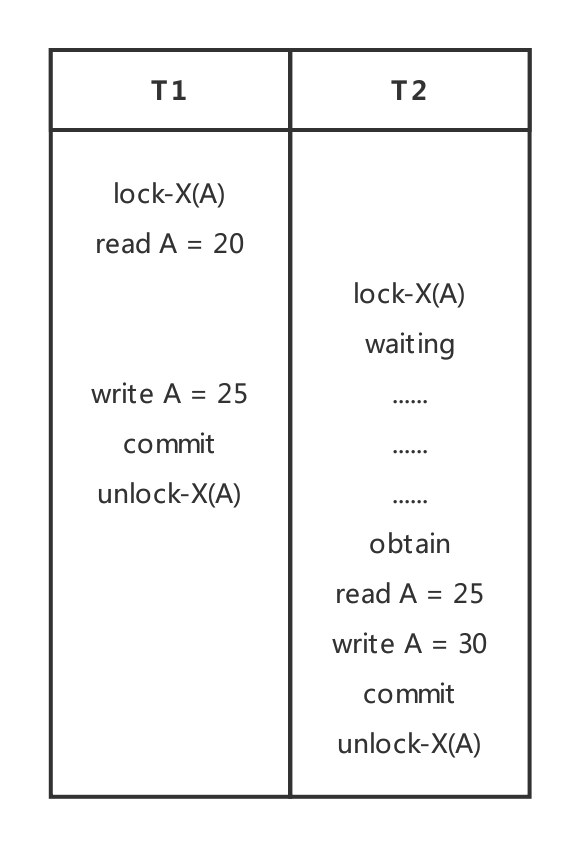 T1 T2
lock-X(A)
read A = 20
lock-X(A)
waiting
write A = 25 ......
commit ......
unlock-X(A) ......
obtain
read A = 25
write A = 30
commit
unlock-X(A)